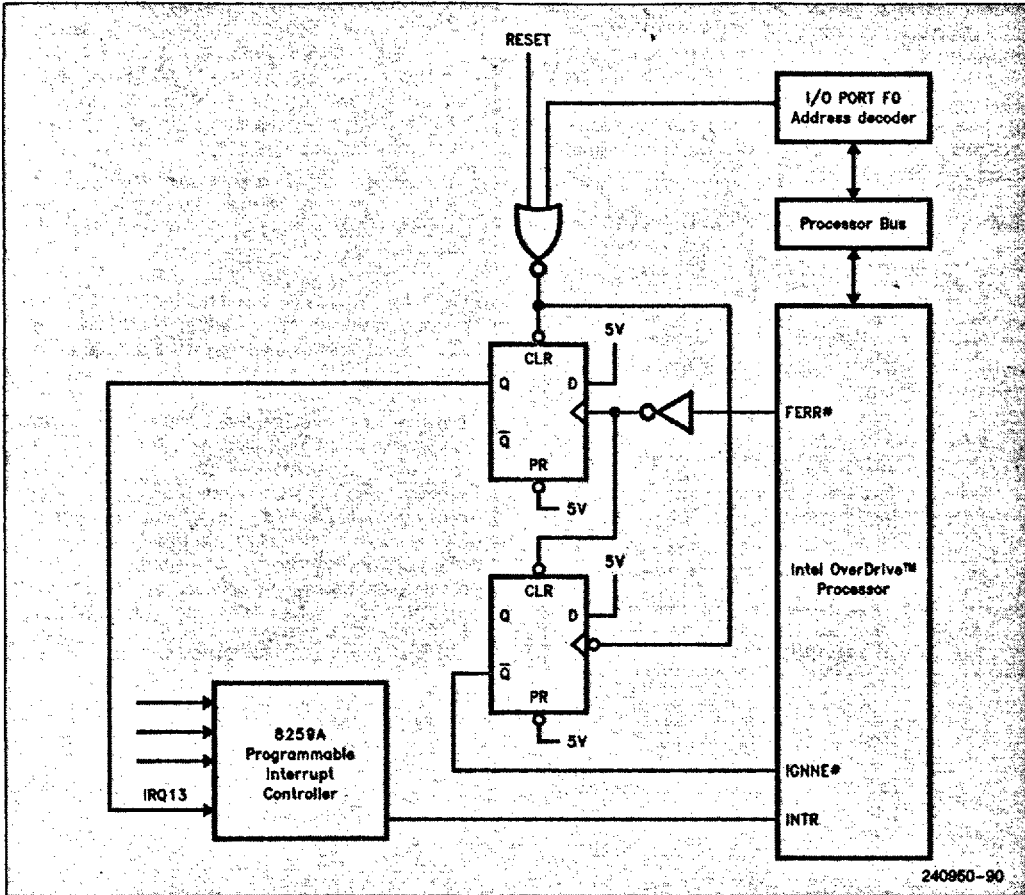 RESET
I/O PORT F0
Address decoder
Processor Bus
5V
CLR
Q
D
Q̅
PR
5V
FERR#
5V
CLR
Q
D
Q̅
PR
5V
Intel OverDrive™
Processor
8259A
Programmable
Interrupt
Controller
IRQ13
IGNNE#
INTR
240950-90